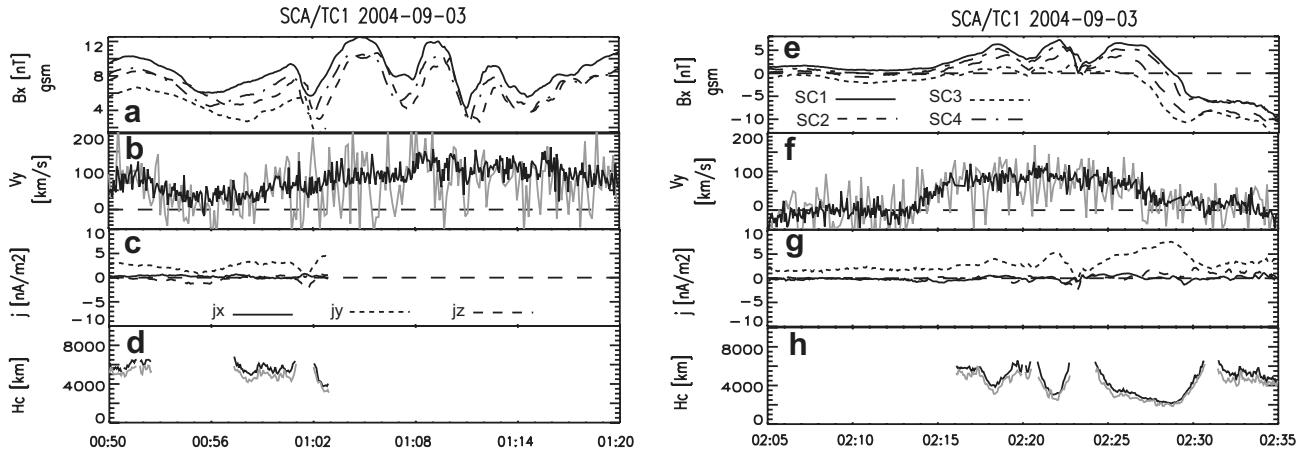 SCA/TC1 2004-09-03
12
8
4
Bx [nT]
gsm
a
200
100
0
Vy
[km/s]
b
10
5
0
-5
-10
j [nA/m2]
c
jx
jy
jz
8000
4000
0
Hc [km]
d
00:50 00:56 01:02 01:08 01:14 01:20
SCA/TC1 2004-09-03
5
0
-5
-10
Bx [nT]
gsm
e
SC1
SC3
SC2
SC4
200
100
0
Vy
[km/s]
f
10
5
0
-5
-10
j [nA/m2]
g
8000
4000
0
Hc [km]
h
02:05 02:10 02:15 02:20 02:25 02:30 02:35